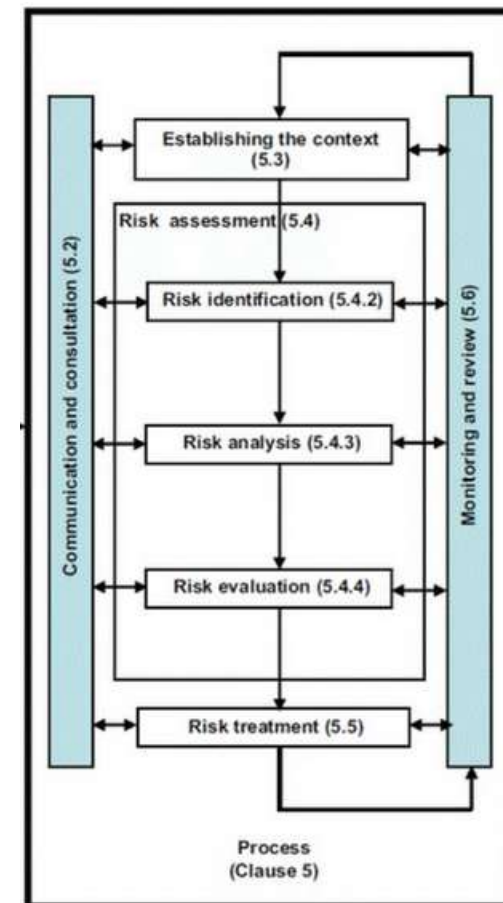 Establishing the context
(5.3)
Risk assessment (5.4)
Risk identification (5.4.2)
Risk analysis (5.4.3)
Risk evaluation (5.4.4)
Risk treatment (5.5)
Communication and consultation (5.2)
Monitoring and review (5.6)
Process
(Clause 5)